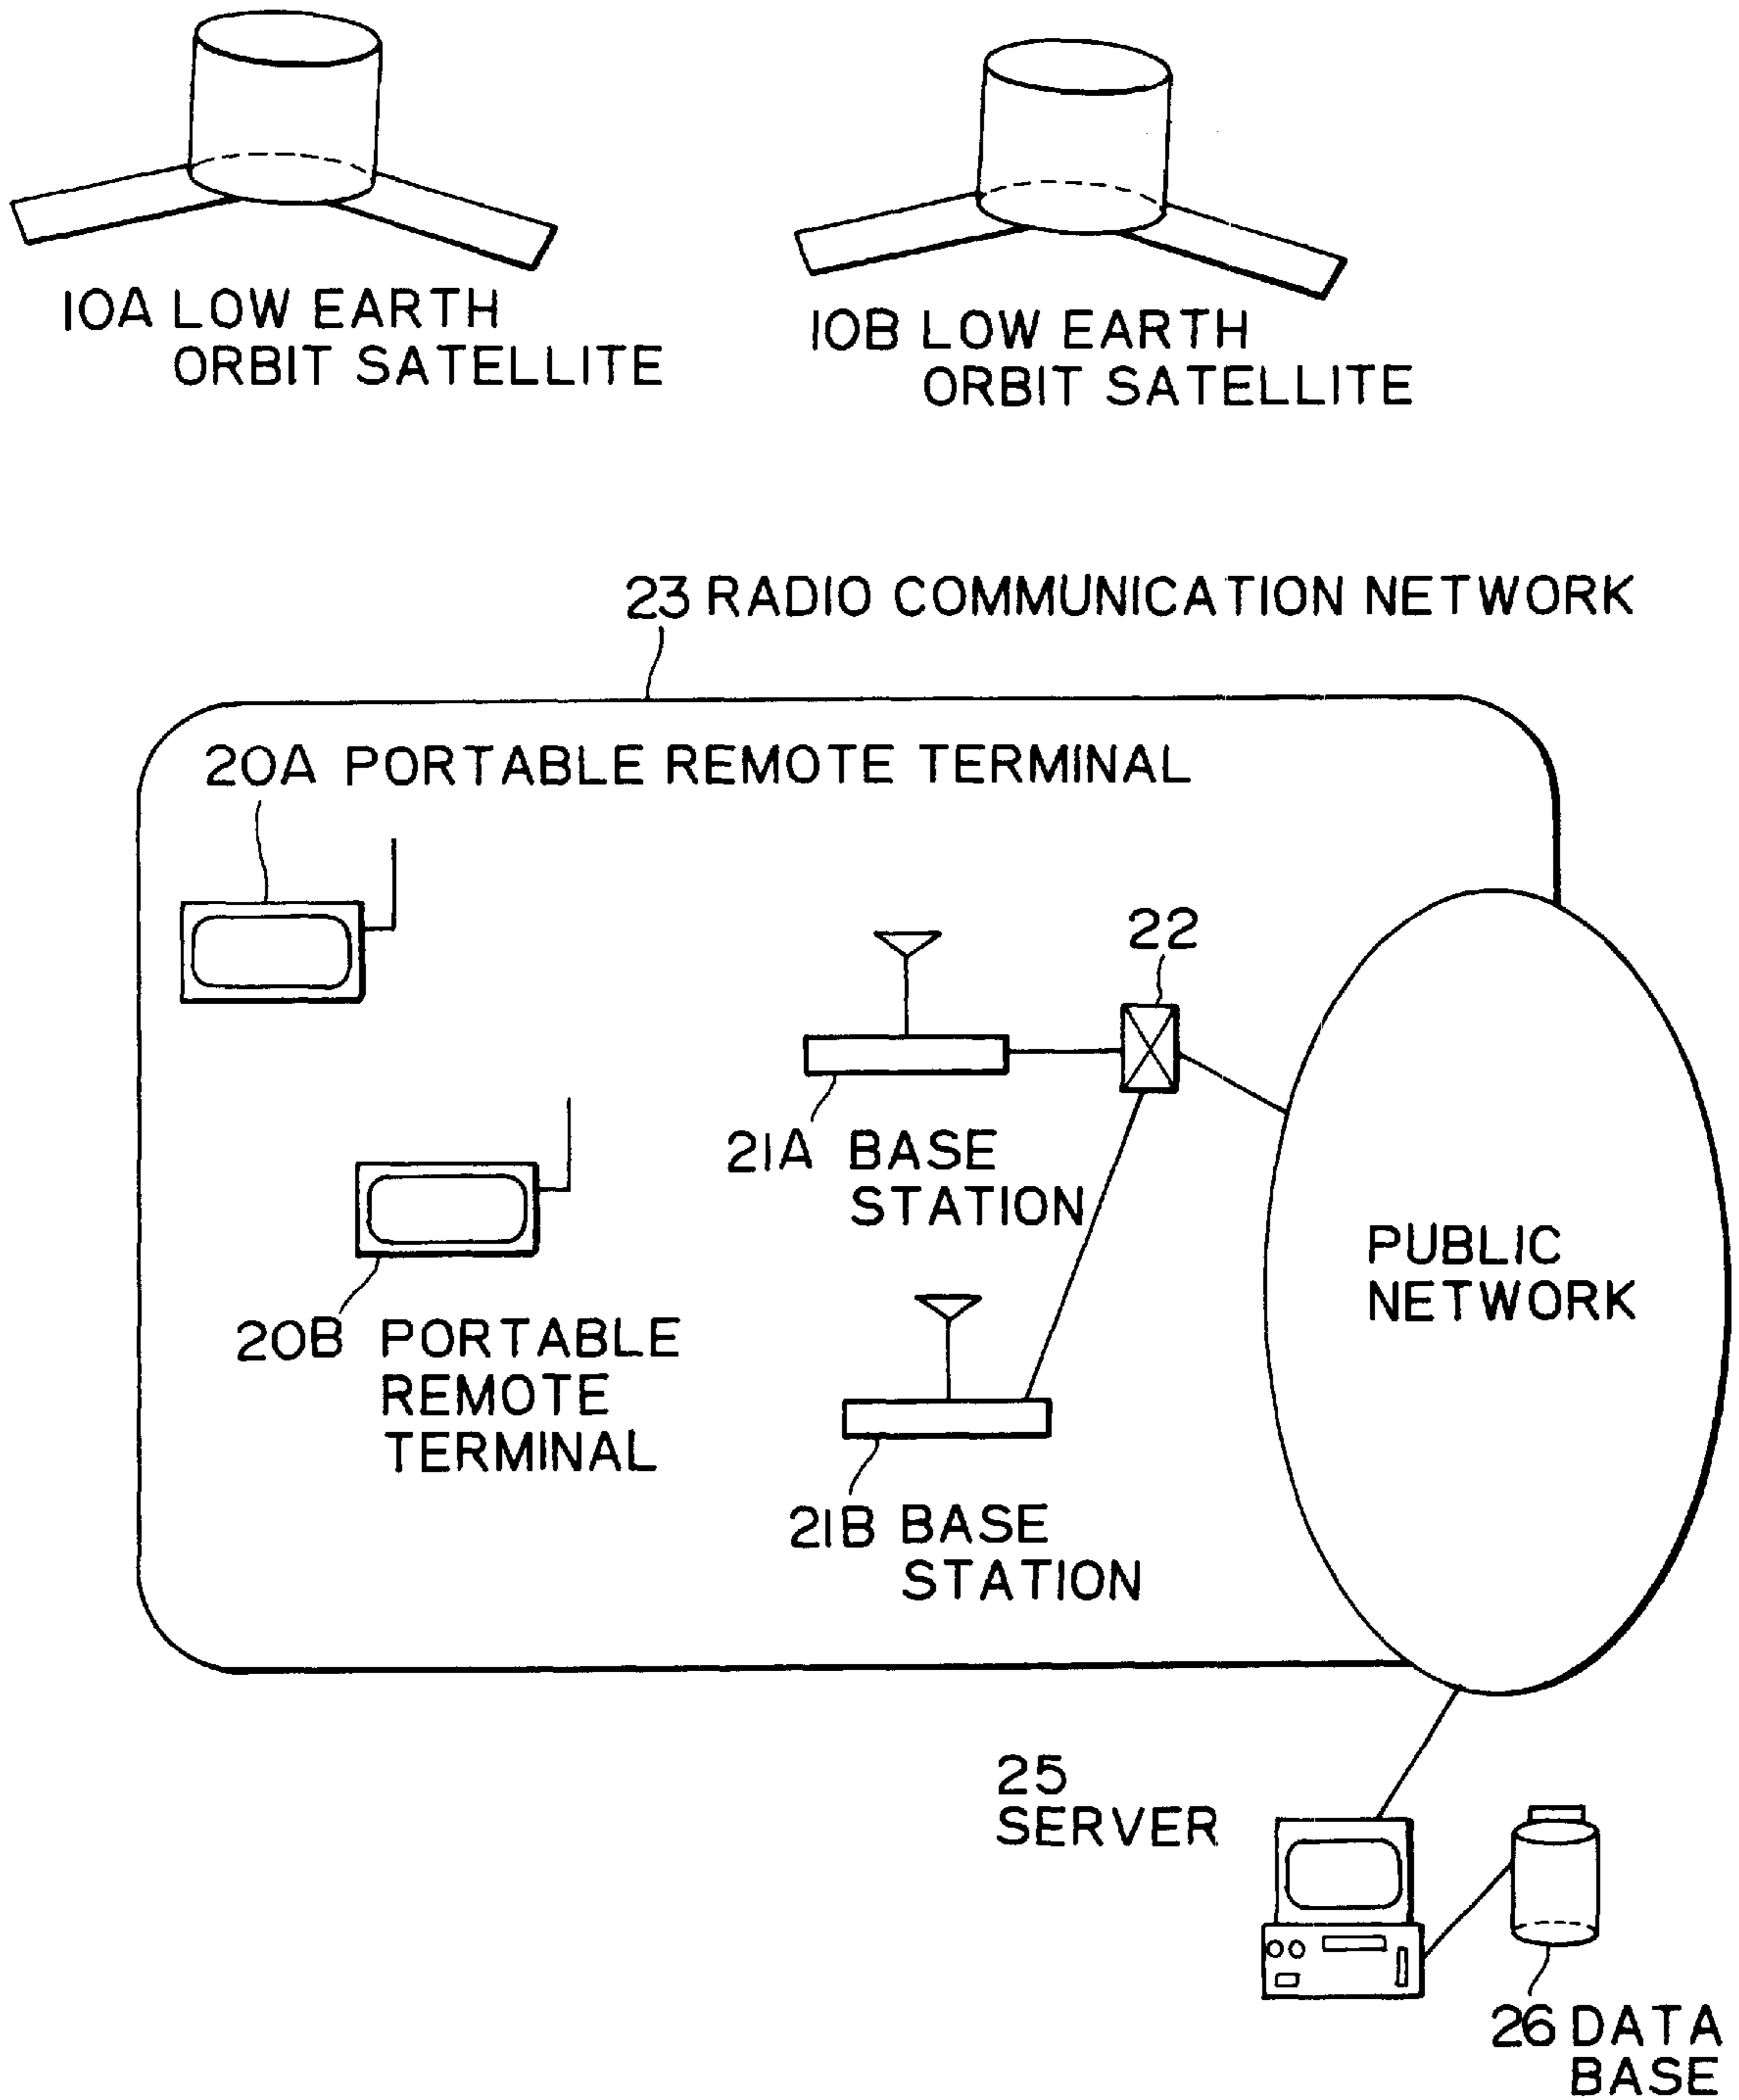 10A LOW EARTH
ORBIT SATELLITE
10B LOW EARTH
ORBIT SATELLITE
23 RADIO COMMUNICATION NETWORK
20A PORTABLE REMOTE TERMINAL
22
21A BASE
STATION
PUBLIC
NETWORK
20B PORTABLE
REMOTE
TERMINAL
21B BASE
STATION
25
SERVER
26 DATA
BASE